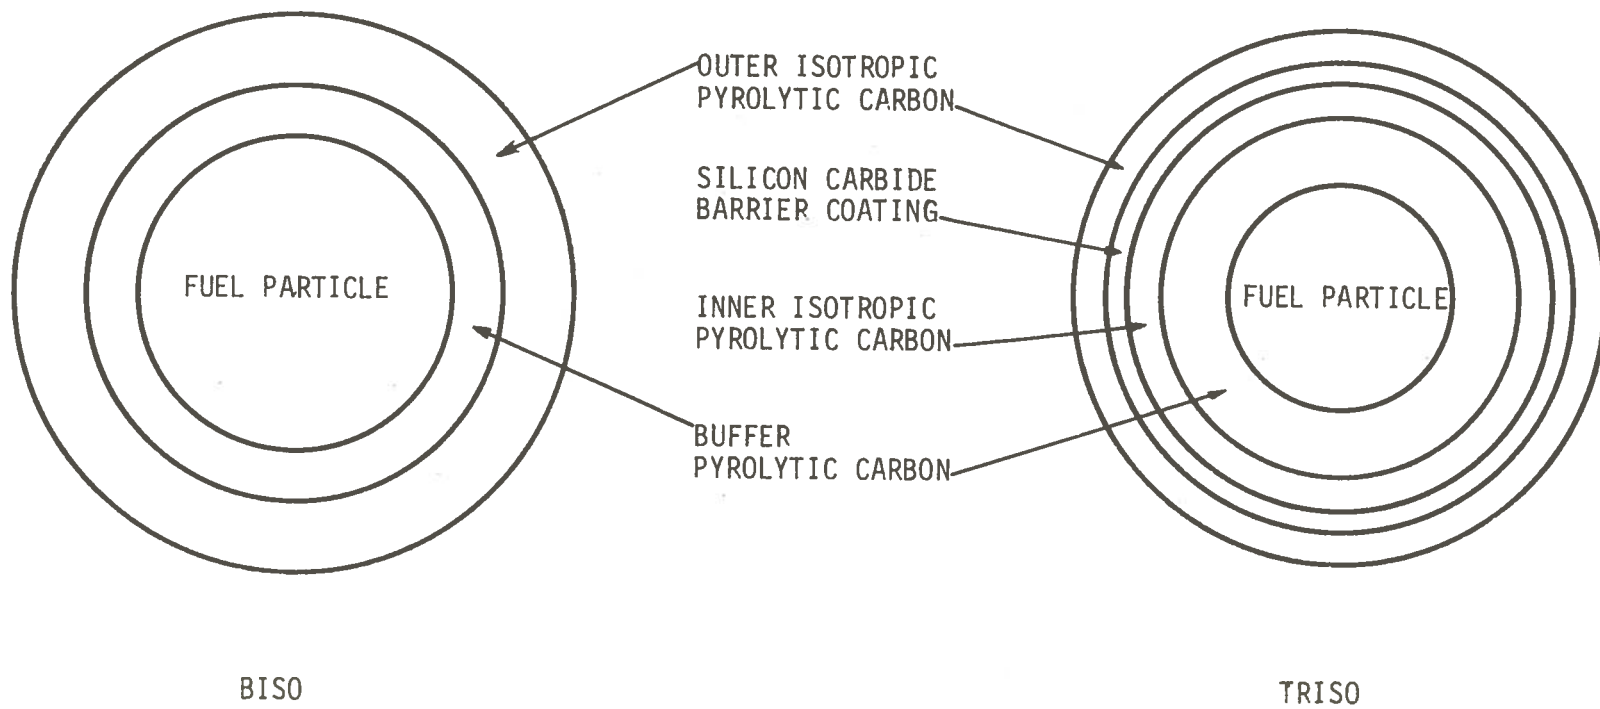 OUTER ISOTROPIC
PYROLYTIC CARBON
SILICON CARBIDE
BARRIER COATING
FUEL PARTICLE
FUEL PARTICLE
INNER ISOTROPIC
PYROLYTIC CARBON
BUFFER
PYROLYTIC CARBON
BISO
TRISO